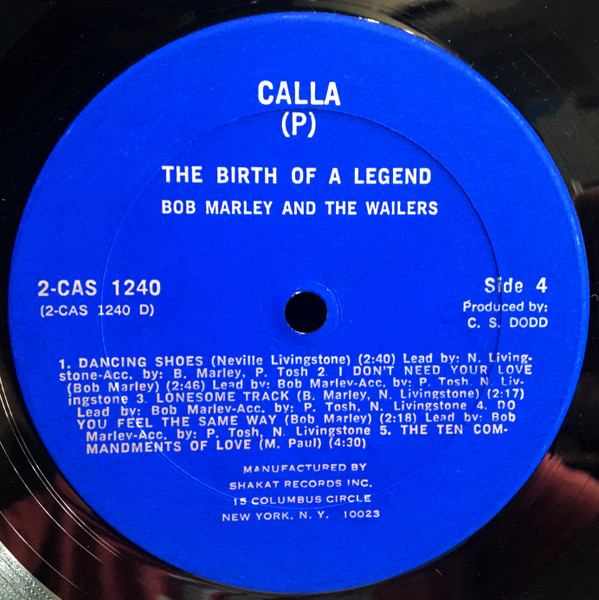 CALLA
(P)
THE BIRTH OF A LEGEND
BOB MARLEY AND THE WAILERS
2-CAS 1240
(2-CAS 1240 D)
Side 4
Produced by:
C. S. DODD
1. DANCING SHOES (Neville Livingstone) (2:40) Lead by: N. Living-
stone-Acc. by: B. Marley, P. Tosh 2. I DON'T NEED YOUR LOVE
(Bob Marley) (2:46) Lead by: Bob Marley-Acc. by: P. Tosh, N. Liv-
ingstone 3. LONESOME TRACK (B. Marley, N. Livingstone) (2:17)
Lead by: Bob Marley-Acc. by: P. Tosh, N. Livingstone 4. DO
YOU FEEL THE SAME WAY (Bob Marley) (2:18) Lead by: Bob
Marley-Acc. by: P. Tosh, N. Livingstone 5. THE TEN COM-
MANDMENTS OF LOVE (M. Paul) (4:30)
MANUFACTURED BY
SHAKAT RECORDS INC.
15 COLUMBUS CIRCLE
NEW YORK, N. Y. 10023